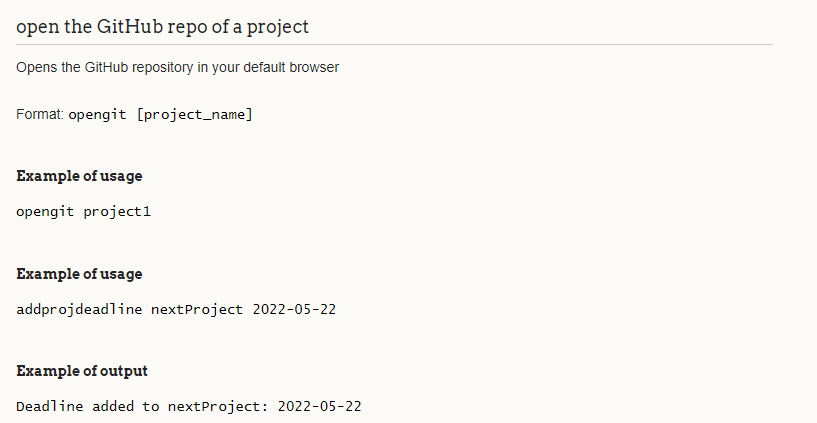 open the GitHub repo of a project
Opens the GitHub repository in your default browser
Format: opengit [project_name]
Example of usage
opengit project1
Example of usage
addprojdeadline nextProject 2022-05-22
Example of output
Deadline added to nextProject: 2022-05-22